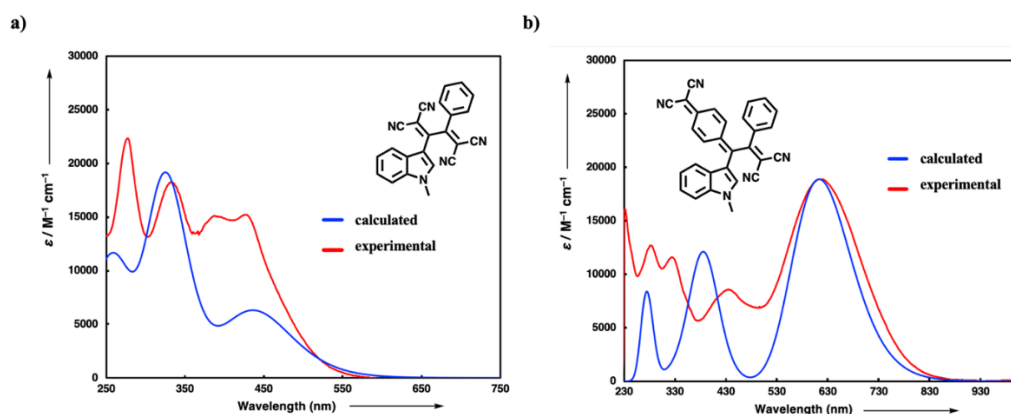 a)
30000
25000
20000
15000
10000
5000
0
ε / M⁻¹ cm⁻¹
250
350
450
550
650
750
Wavelength (nm)
NC
CN
CN
CN
N
calculated
experimental
b)
30000
25000
20000
15000
10000
5000
0
ε / M⁻¹ cm⁻¹
230
330
430
530
630
730
830
930
Wavelength (nm)
CN
NC
CN
CN
N
calculated
experimental